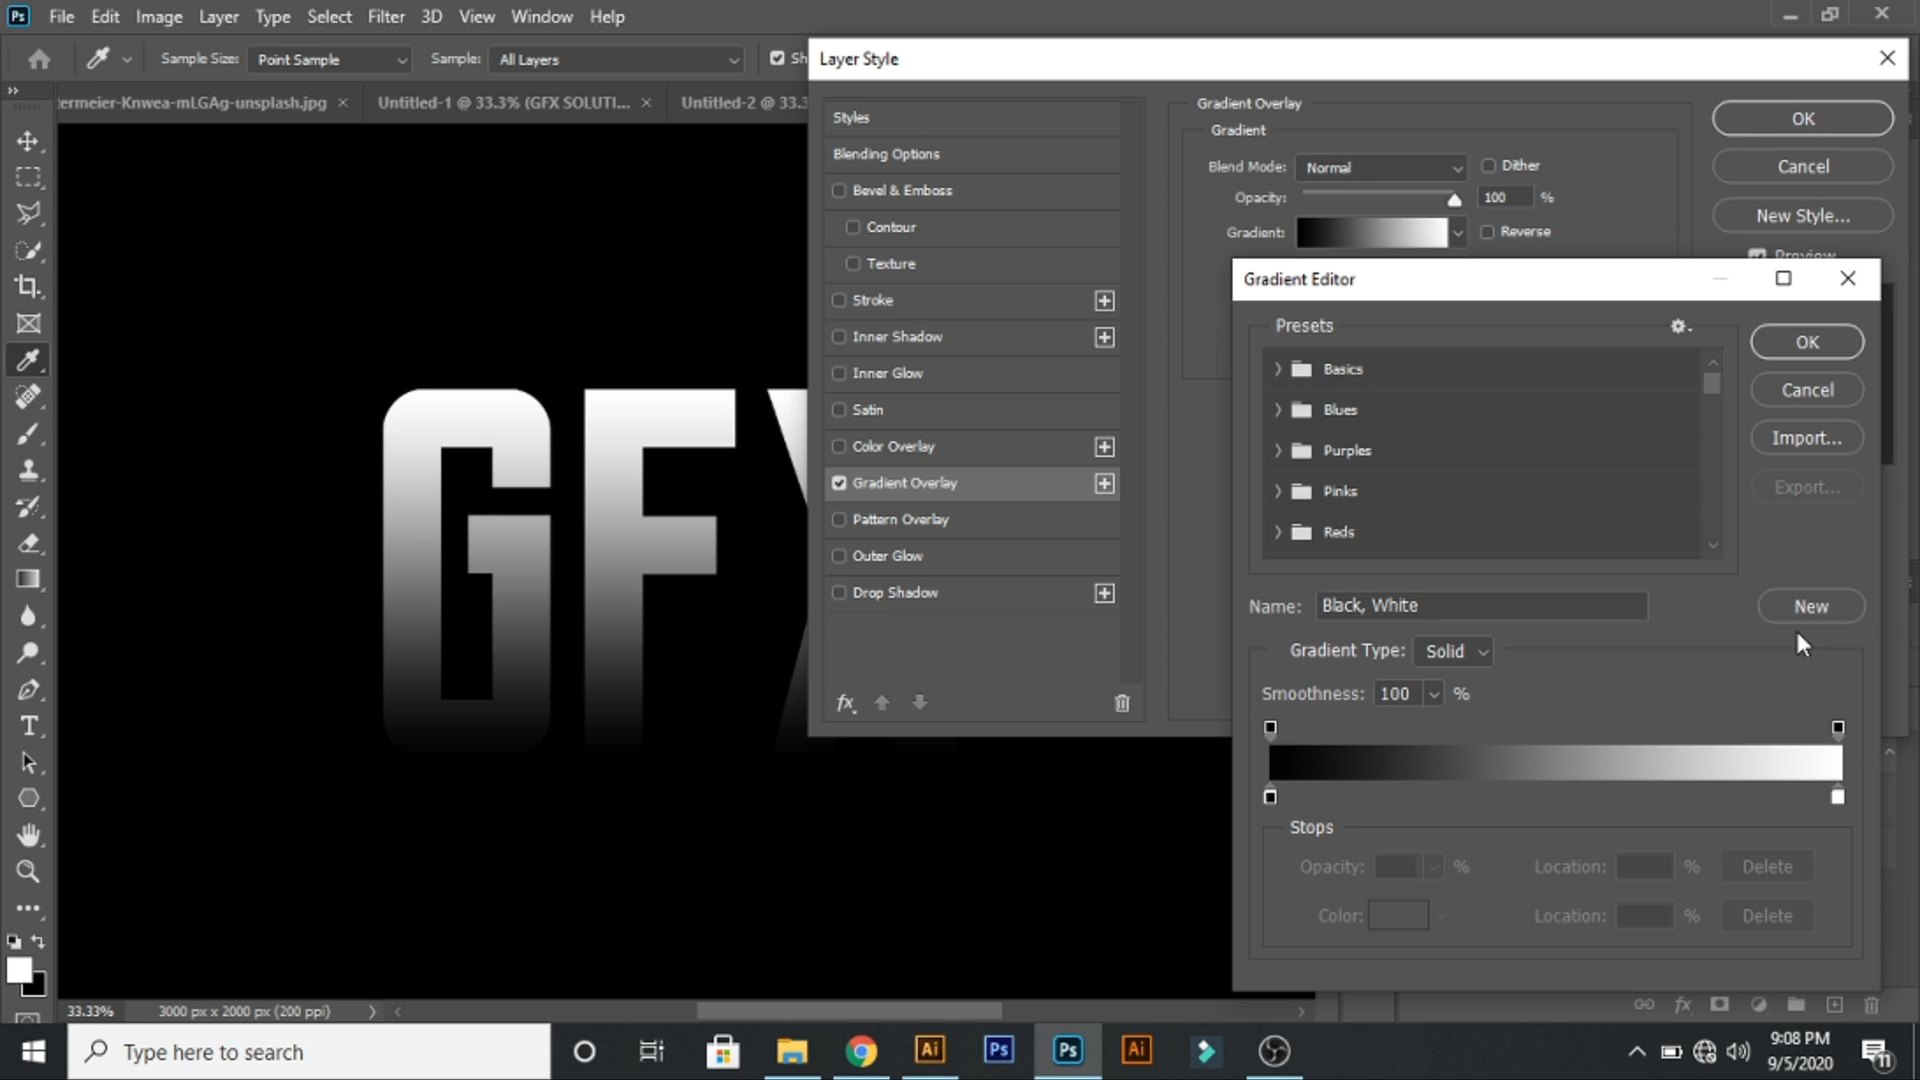 Ps File Edit Image Layer Type Select Filter 3D View Window Help
Sample Size: Point Sample Sample: All Layers Sh
termeier-Knwea-mLGAg-unsplash.jpg × Untitled-1 @ 33.3% (GFX SOLUTI... × Untitled-2 @ 33.3
GFX
Layer Style
Styles
Blending Options
Bevel & Emboss
Contour
Texture
Stroke
Inner Shadow
Inner Glow
Satin
Color Overlay
Gradient Overlay
Pattern Overlay
Outer Glow
Drop Shadow
fx
Gradient Overlay
Gradient
Blend Mode: Normal Dither
Opacity: 100 %
Gradient: Reverse
OK
Cancel
New Style...
Preview
Gradient Editor
Presets
Basics
Blues
Purples
Pinks
Reds
OK
Cancel
Import...
Export...
Name: Black, White New
Gradient Type: Solid
Smoothness: 100 %
Stops
Opacity: % Location: % Delete
Color: Location: % Delete
33.33% 3000 px x 2000 px (200 ppi)
fx
Type here to search
Ai Ps Ps Ai
9:08 PM
9/5/2020
11